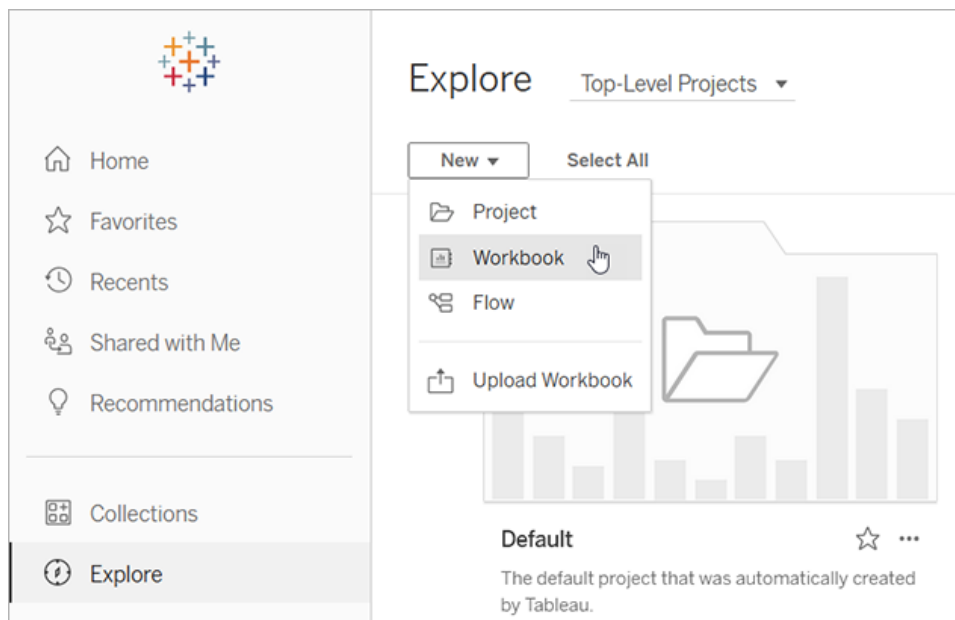 Home
Favorites
Recents
Shared with Me
Recommendations
Collections
Explore
Explore
Top-Level Projects
New
Select All
Project
Workbook
Flow
Upload Workbook
Default
The default project that was automatically created
by Tableau.